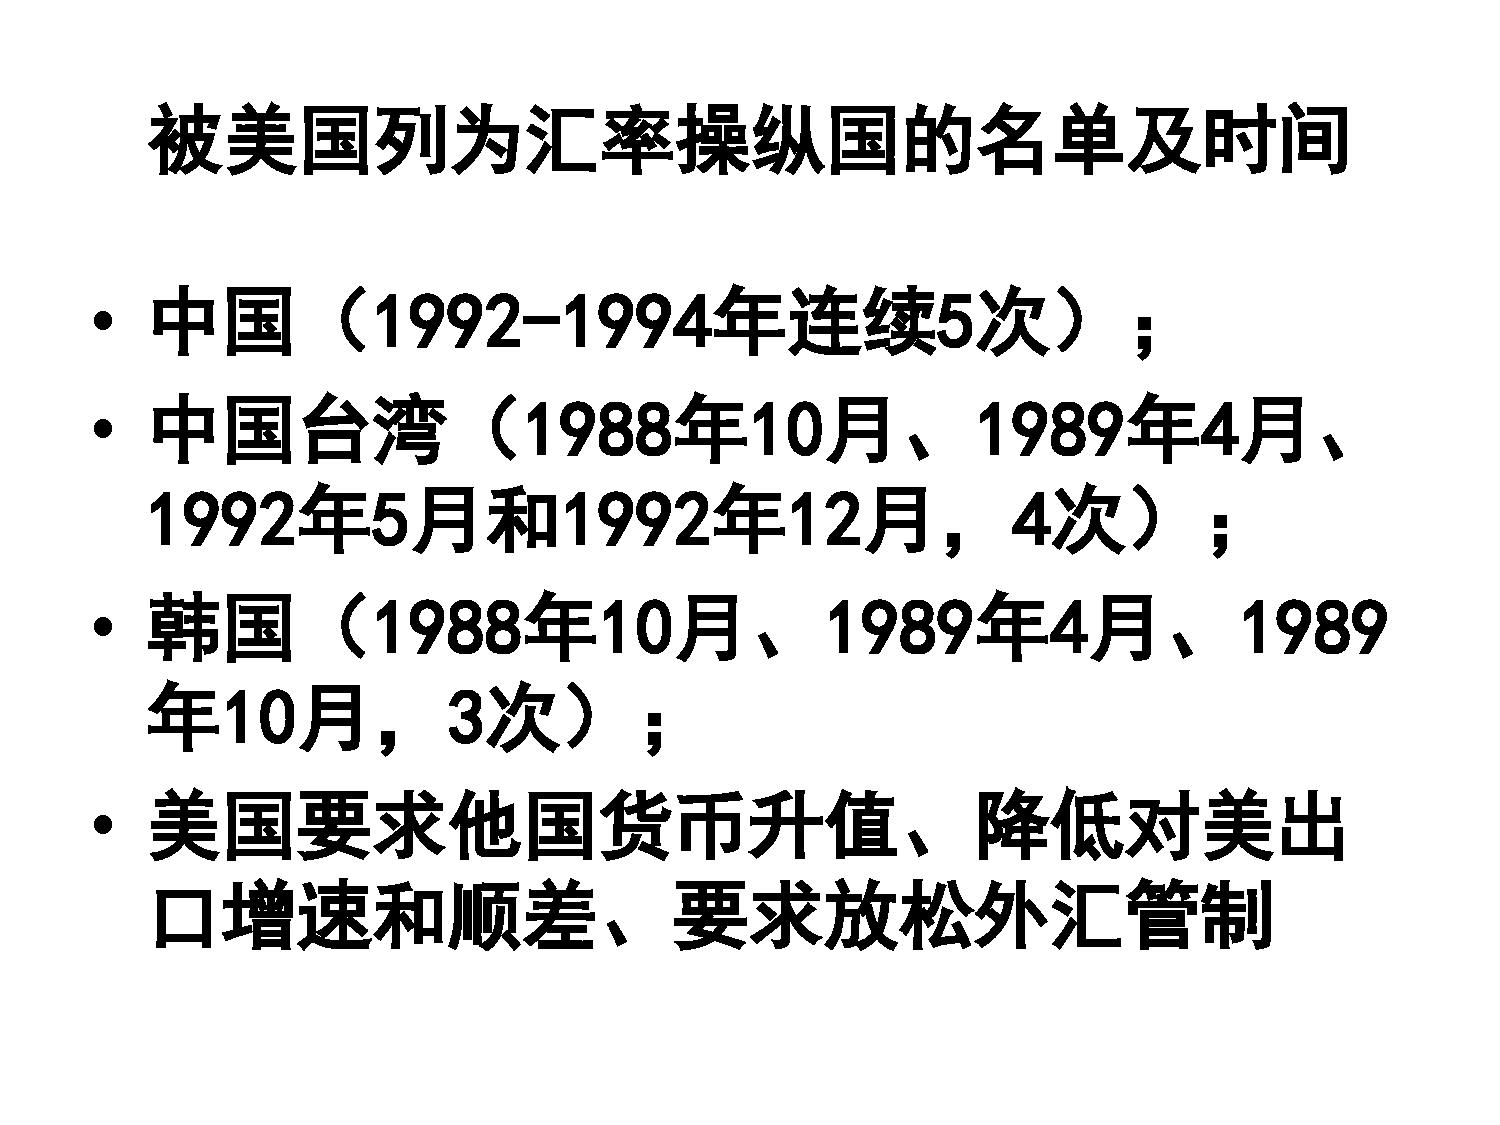 被美国列为汇率操纵国的名单及时间
• 中国（1992-1994年连续5次）；
• 中国台湾（1988年10月、1989年4月、
1992年5月和1992年12月，4次）；
• 韩国（1988年10月、1989年4月、1989
年10月，3次）；
• 美国要求他国货币升值、降低对美出
口增速和顺差、要求放松外汇管制